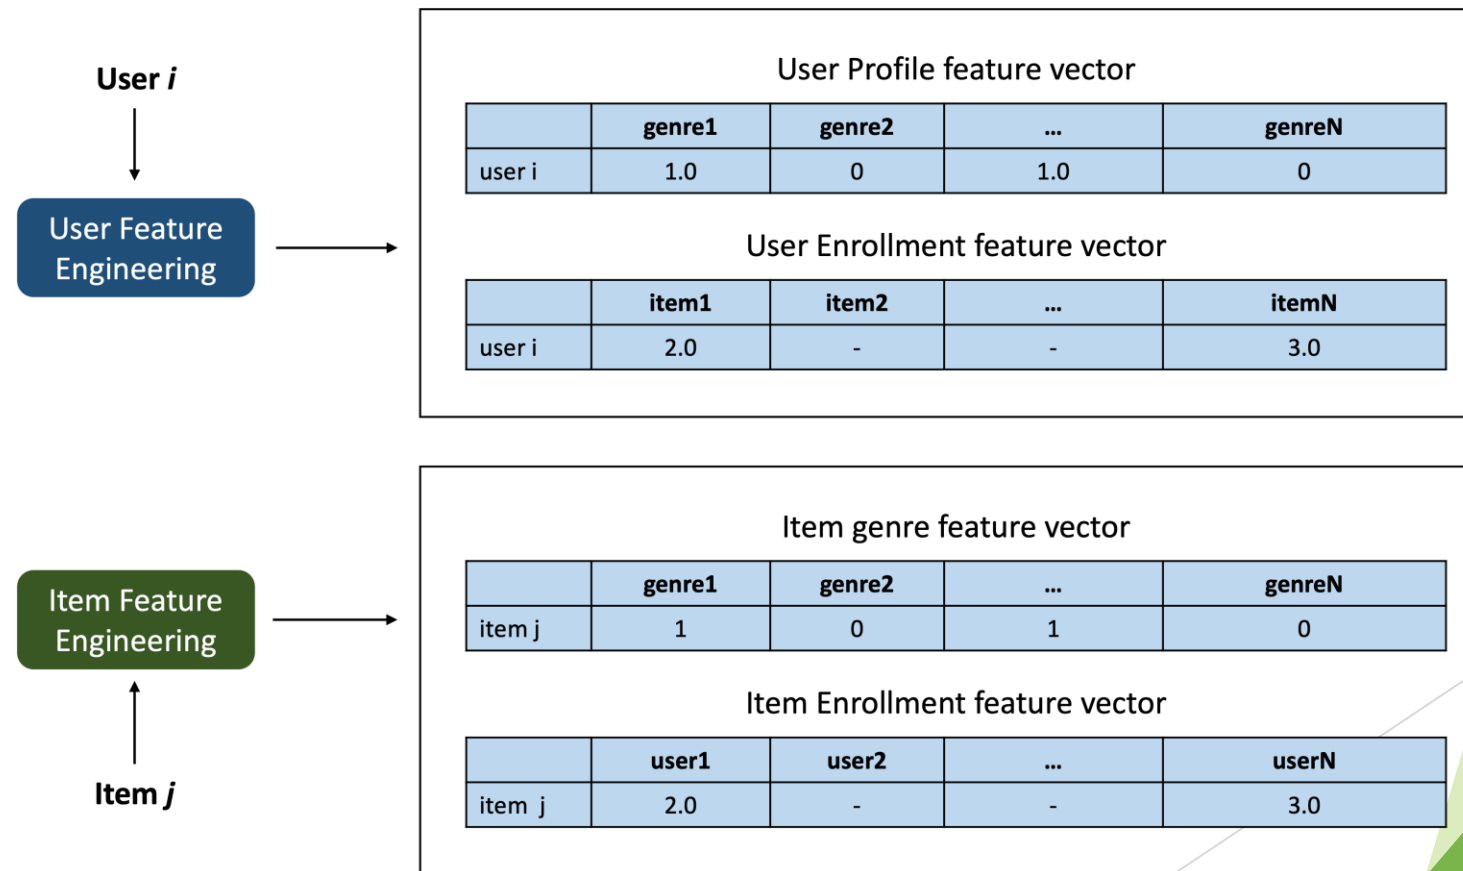 User i
User Feature
Engineering
User Profile feature vector
genre1 genre2 ... genreN
user i 1.0 0 1.0 0
User Enrollment feature vector
item1 item2 ... itemN
user i 2.0 - - 3.0
Item Feature
Engineering
Item j
Item genre feature vector
genre1 genre2 ... genreN
item j 1 0 1 0
Item Enrollment feature vector
user1 user2 ... userN
item j 2.0 - - 3.0